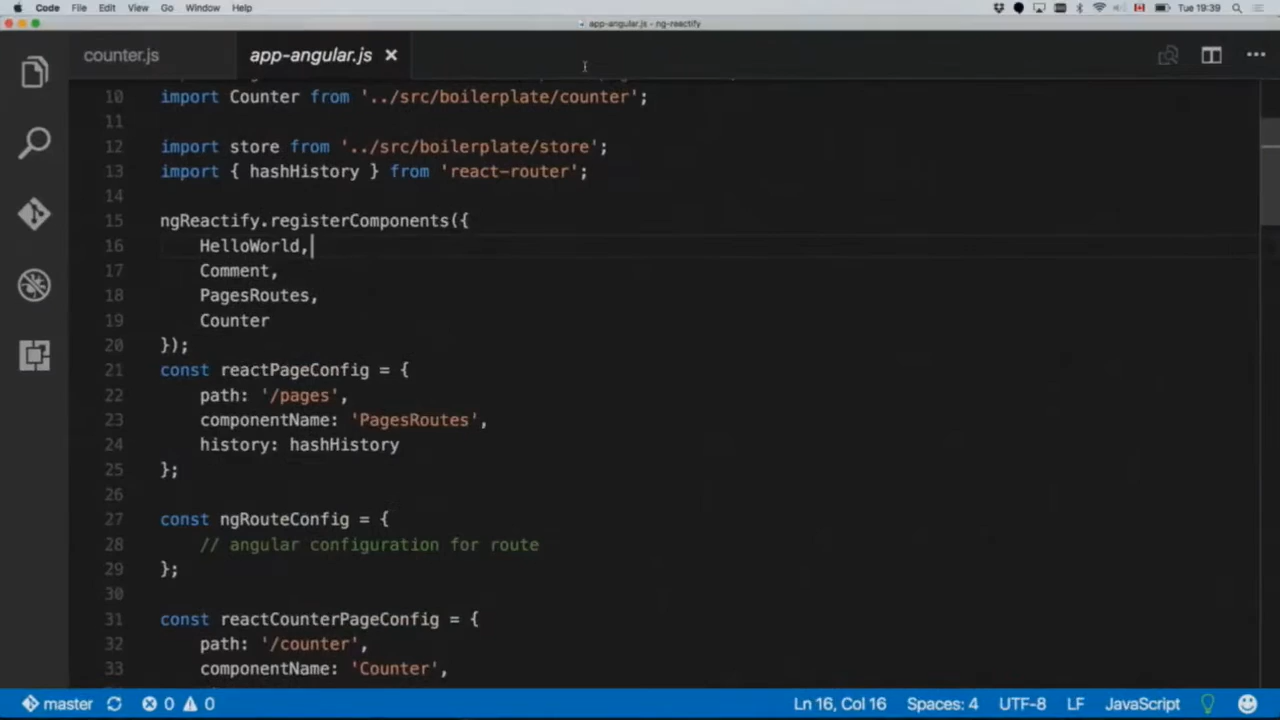 Code File Edit View Go Window Help Tue 19:39
app-angular.js - ng-reactify
counter.js app-angular.js
10 import Counter from '../src/boilerplate/counter';
11
12 import store from '../src/boilerplate/store';
13 import { hashHistory } from 'react-router';
14
15 ngReactify.registerComponents({
16 HelloWorld,
17 Comment,
18 PagesRoutes,
19 Counter
20 });
21 const reactPageConfig = {
22 path: '/pages',
23 componentName: 'PagesRoutes',
24 history: hashHistory
25 };
26
27 const ngRouteConfig = {
28 // angular configuration for route
29 };
30
31 const reactCounterPageConfig = {
32 path: '/counter',
33 componentName: 'Counter',
master 0 0 Ln 16, Col 16 Spaces: 4 UTF-8 LF JavaScript